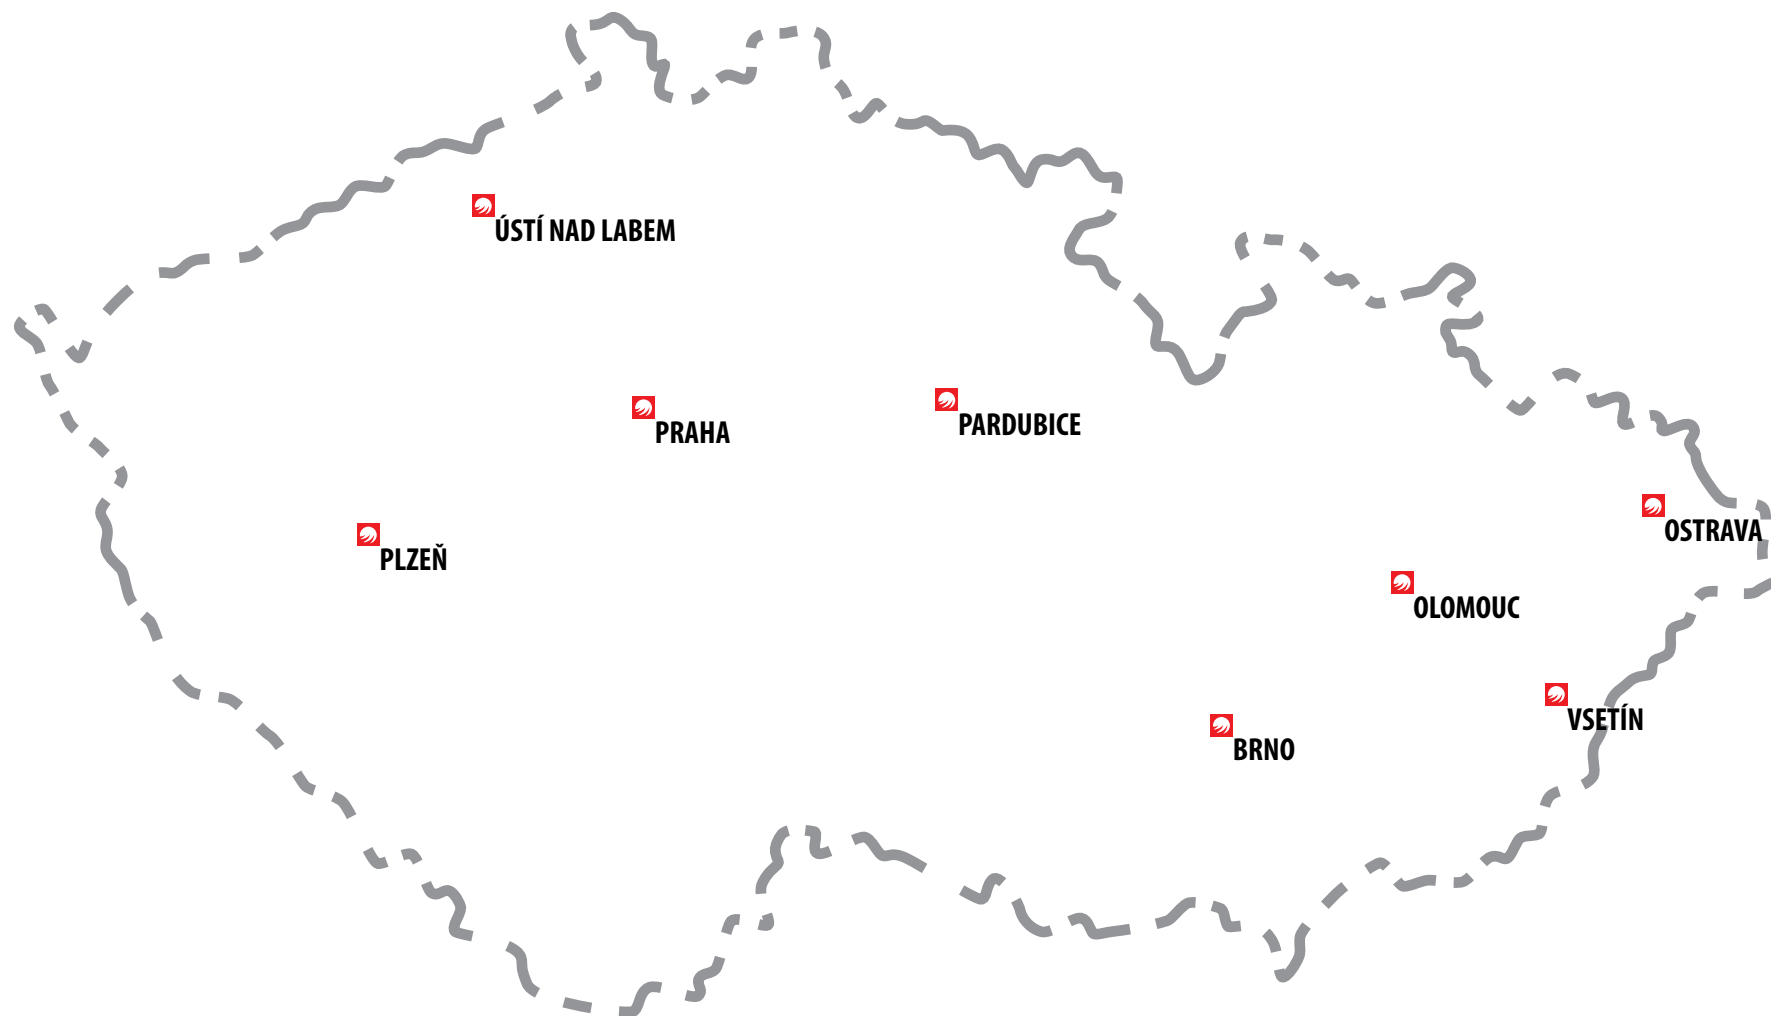 ÚSTÍ NAD LABEM
PRAHA
PARDUBICE
PLZEŇ
OSTRAVA
OLOMOUC
VSETÍN
BRNO